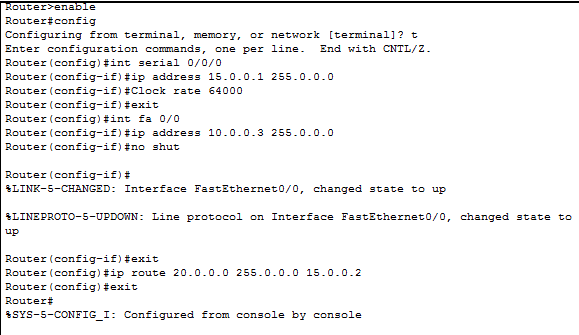 Router>enable
Router#config
Configuring from terminal, memory, or network [terminal]? t
Enter configuration commands, one per line.  End with CNTL/Z.
Router(config)#int serial 0/0/0
Router(config-if)#ip address 15.0.0.1 255.0.0.0
Router(config-if)#Clock rate 64000
Router(config-if)#exit
Router(config)#int fa 0/0
Router(config-if)#ip address 10.0.0.3 255.0.0.0
Router(config-if)#no shut
Router(config-if)#
%LINK-5-CHANGED: Interface FastEthernet0/0, changed state to up
%LINEPROTO-5-UPDOWN: Line protocol on Interface FastEthernet0/0, changed state to
up
Router(config-if)#exit
Router(config)#ip route 20.0.0.0 255.0.0.0 15.0.0.2
Router(config)#exit
Router#
%SYS-5-CONFIG_I: Configured from console by console